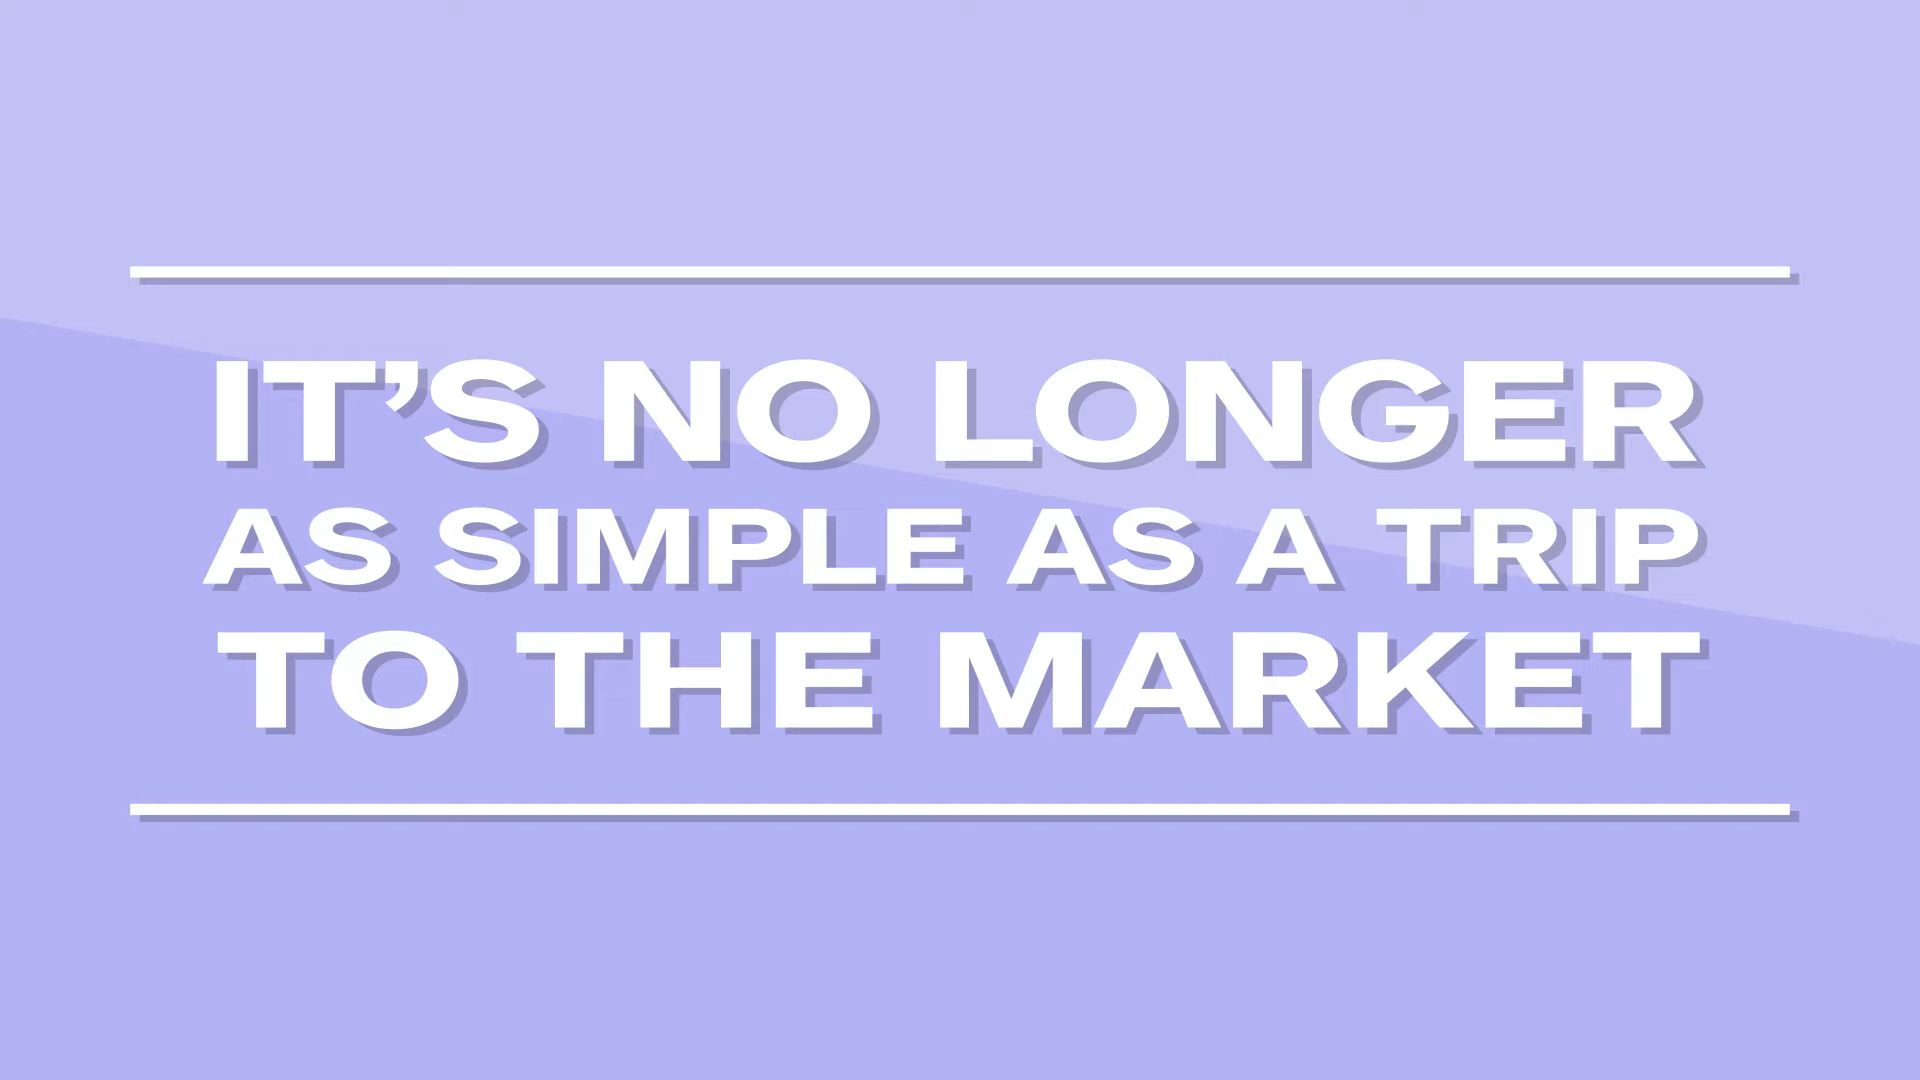 IT’S NO LONGER
AS SIMPLE AS A TRIP
TO THE MARKET